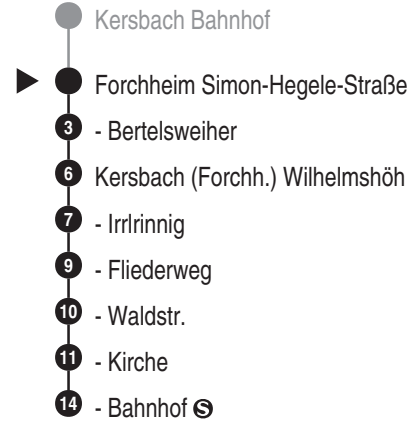 Kersbach Bahnhof
Forchheim Simon-Hegele-Straße
3 - Bertelsweiher
6 Kersbach (Forchh.) Wilhelmshöh
7 - Irrlrinnig
9 - Fliederweg
10 - Waldstr.
11 - Kirche
14 - Bahnhof S